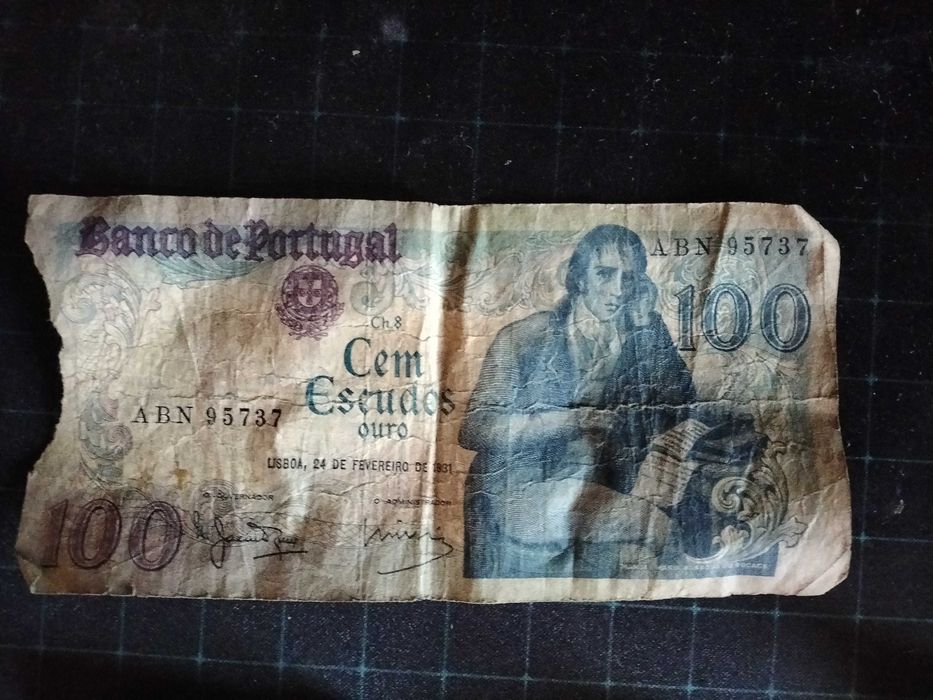 Banco de Portugal
ABN 95737
100
Ch. 8
Cem
Escudos
ouro
ABN 95737
LISBOA, 24 DE FEVEREIRO DE 1981
O GOVERNADOR
O ADMINISTRADOR
100